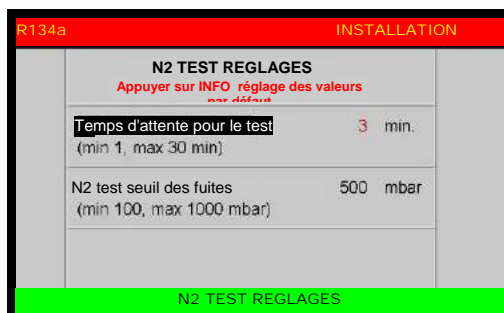 R134a INSTALLATION
N2 TEST REGLAGES
Appuyer sur INFO réglage des valeurs
par défaut
Temps d'attente pour le test 3 min.
(min 1, max 30 min)
N2 test seuil des fuites 500 mbar
(min 100, max 1000 mbar)
N2 TEST REGLAGES